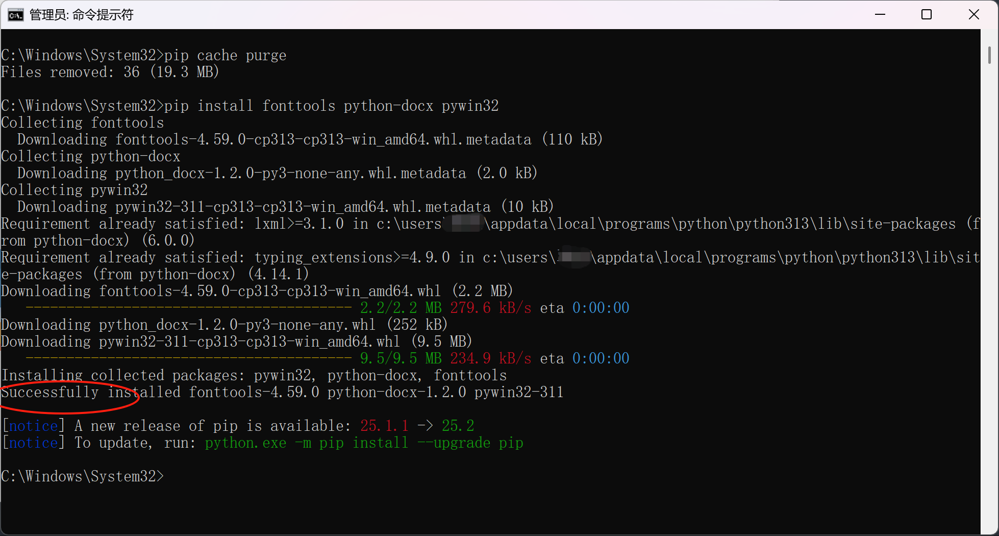 管理员: 命令提示符
C:\Windows\System32>pip cache purge
Files removed: 36 (19.3 MB)
C:\Windows\System32>pip install fonttools python-docx pywin32
Collecting fonttools
  Downloading fonttools-4.59.0-cp313-cp313-win_amd64.whl.metadata (110 kB)
Collecting python-docx
  Downloading python_docx-1.2.0-py3-none-any.whl.metadata (2.0 kB)
Collecting pywin32
  Downloading pywin32-311-cp313-cp313-win_amd64.whl.metadata (10 kB)
Requirement already satisfied: lxml>=3.1.0 in c:\users\ \appdata\local\programs\python\python313\lib\site-packages (f
rom python-docx) (6.0.0)
Requirement already satisfied: typing_extensions>=4.9.0 in c:\users\ \appdata\local\programs\python\python313\lib\sit
e-packages (from python-docx) (4.14.1)
Downloading fonttools-4.59.0-cp313-cp313-win_amd64.whl (2.2 MB)
   ---------------------------------------- 2.2/2.2 MB 279.6 kB/s eta 0:00:00
Downloading python_docx-1.2.0-py3-none-any.whl (252 kB)
Downloading pywin32-311-cp313-cp313-win_amd64.whl (9.5 MB)
   ---------------------------------------- 9.5/9.5 MB 234.9 kB/s eta 0:00:00
Installing collected packages: pywin32, python-docx, fonttools
Successfully installed fonttools-4.59.0 python-docx-1.2.0 pywin32-311
[notice] A new release of pip is available: 25.1.1 -> 25.2
[notice] To update, run: python.exe -m pip install --upgrade pip
C:\Windows\System32>